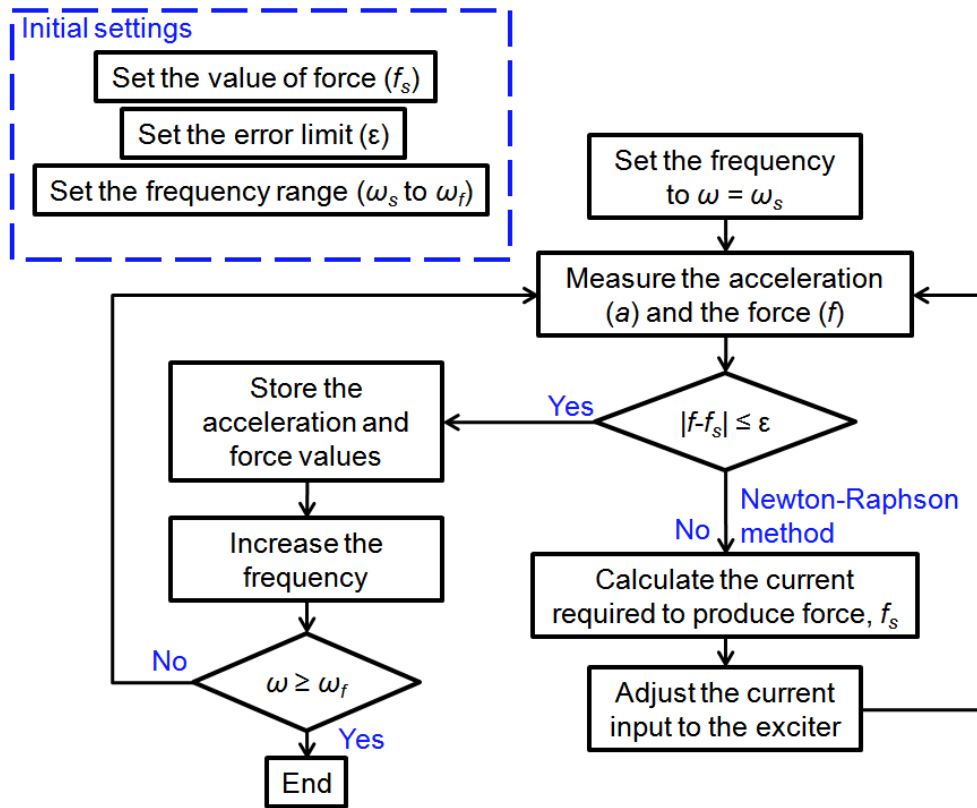 Initial settings
Set the value of force (fs)
Set the error limit (ε)
Set the frequency range (ωs to ωf)
Set the frequency
to ω = ωs
Measure the acceleration
(a) and the force (f)
|f-fs| ≤ ε
Yes
Store the
acceleration and
force values
Newton-Raphson
method
No
Increase the
frequency
Calculate the current
required to produce force, fs
No
ω ≥ ωf
Adjust the current
input to the exciter
Yes
End